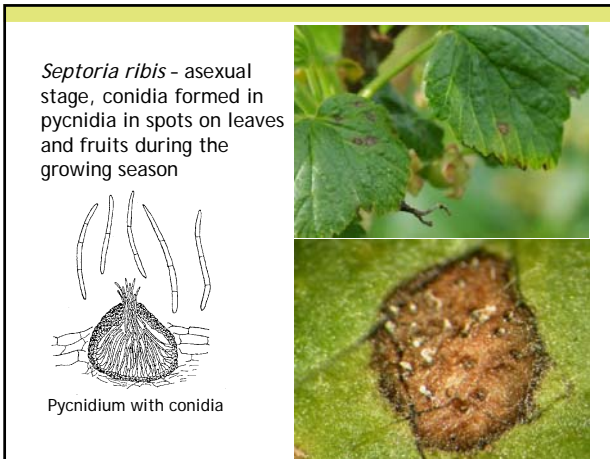 Septoria ribis - asexual
stage, conidia formed in
pycnidia in spots on leaves
and fruits during the
growing season
Pycnidium with conidia